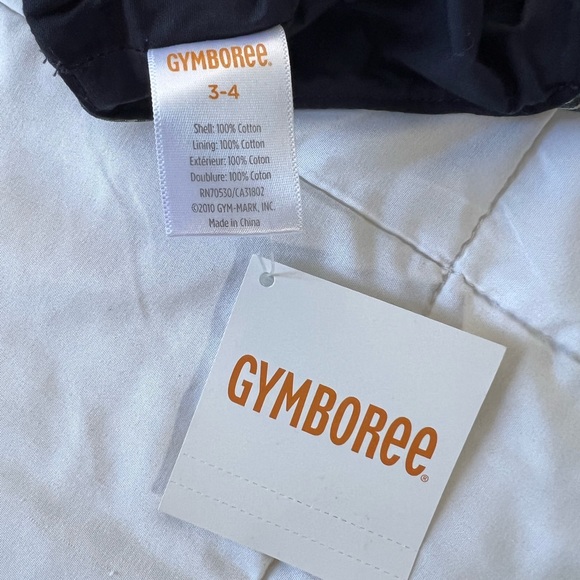 GYMBOREE®
3-4
Shell: 100% Cotton
Lining: 100% Cotton
Extérieur: 100% Coton
Doublure: 100% Coton
RN70530/CA31802
©2010 GYM-MARK, INC.
Made in China
GYMBOREE®